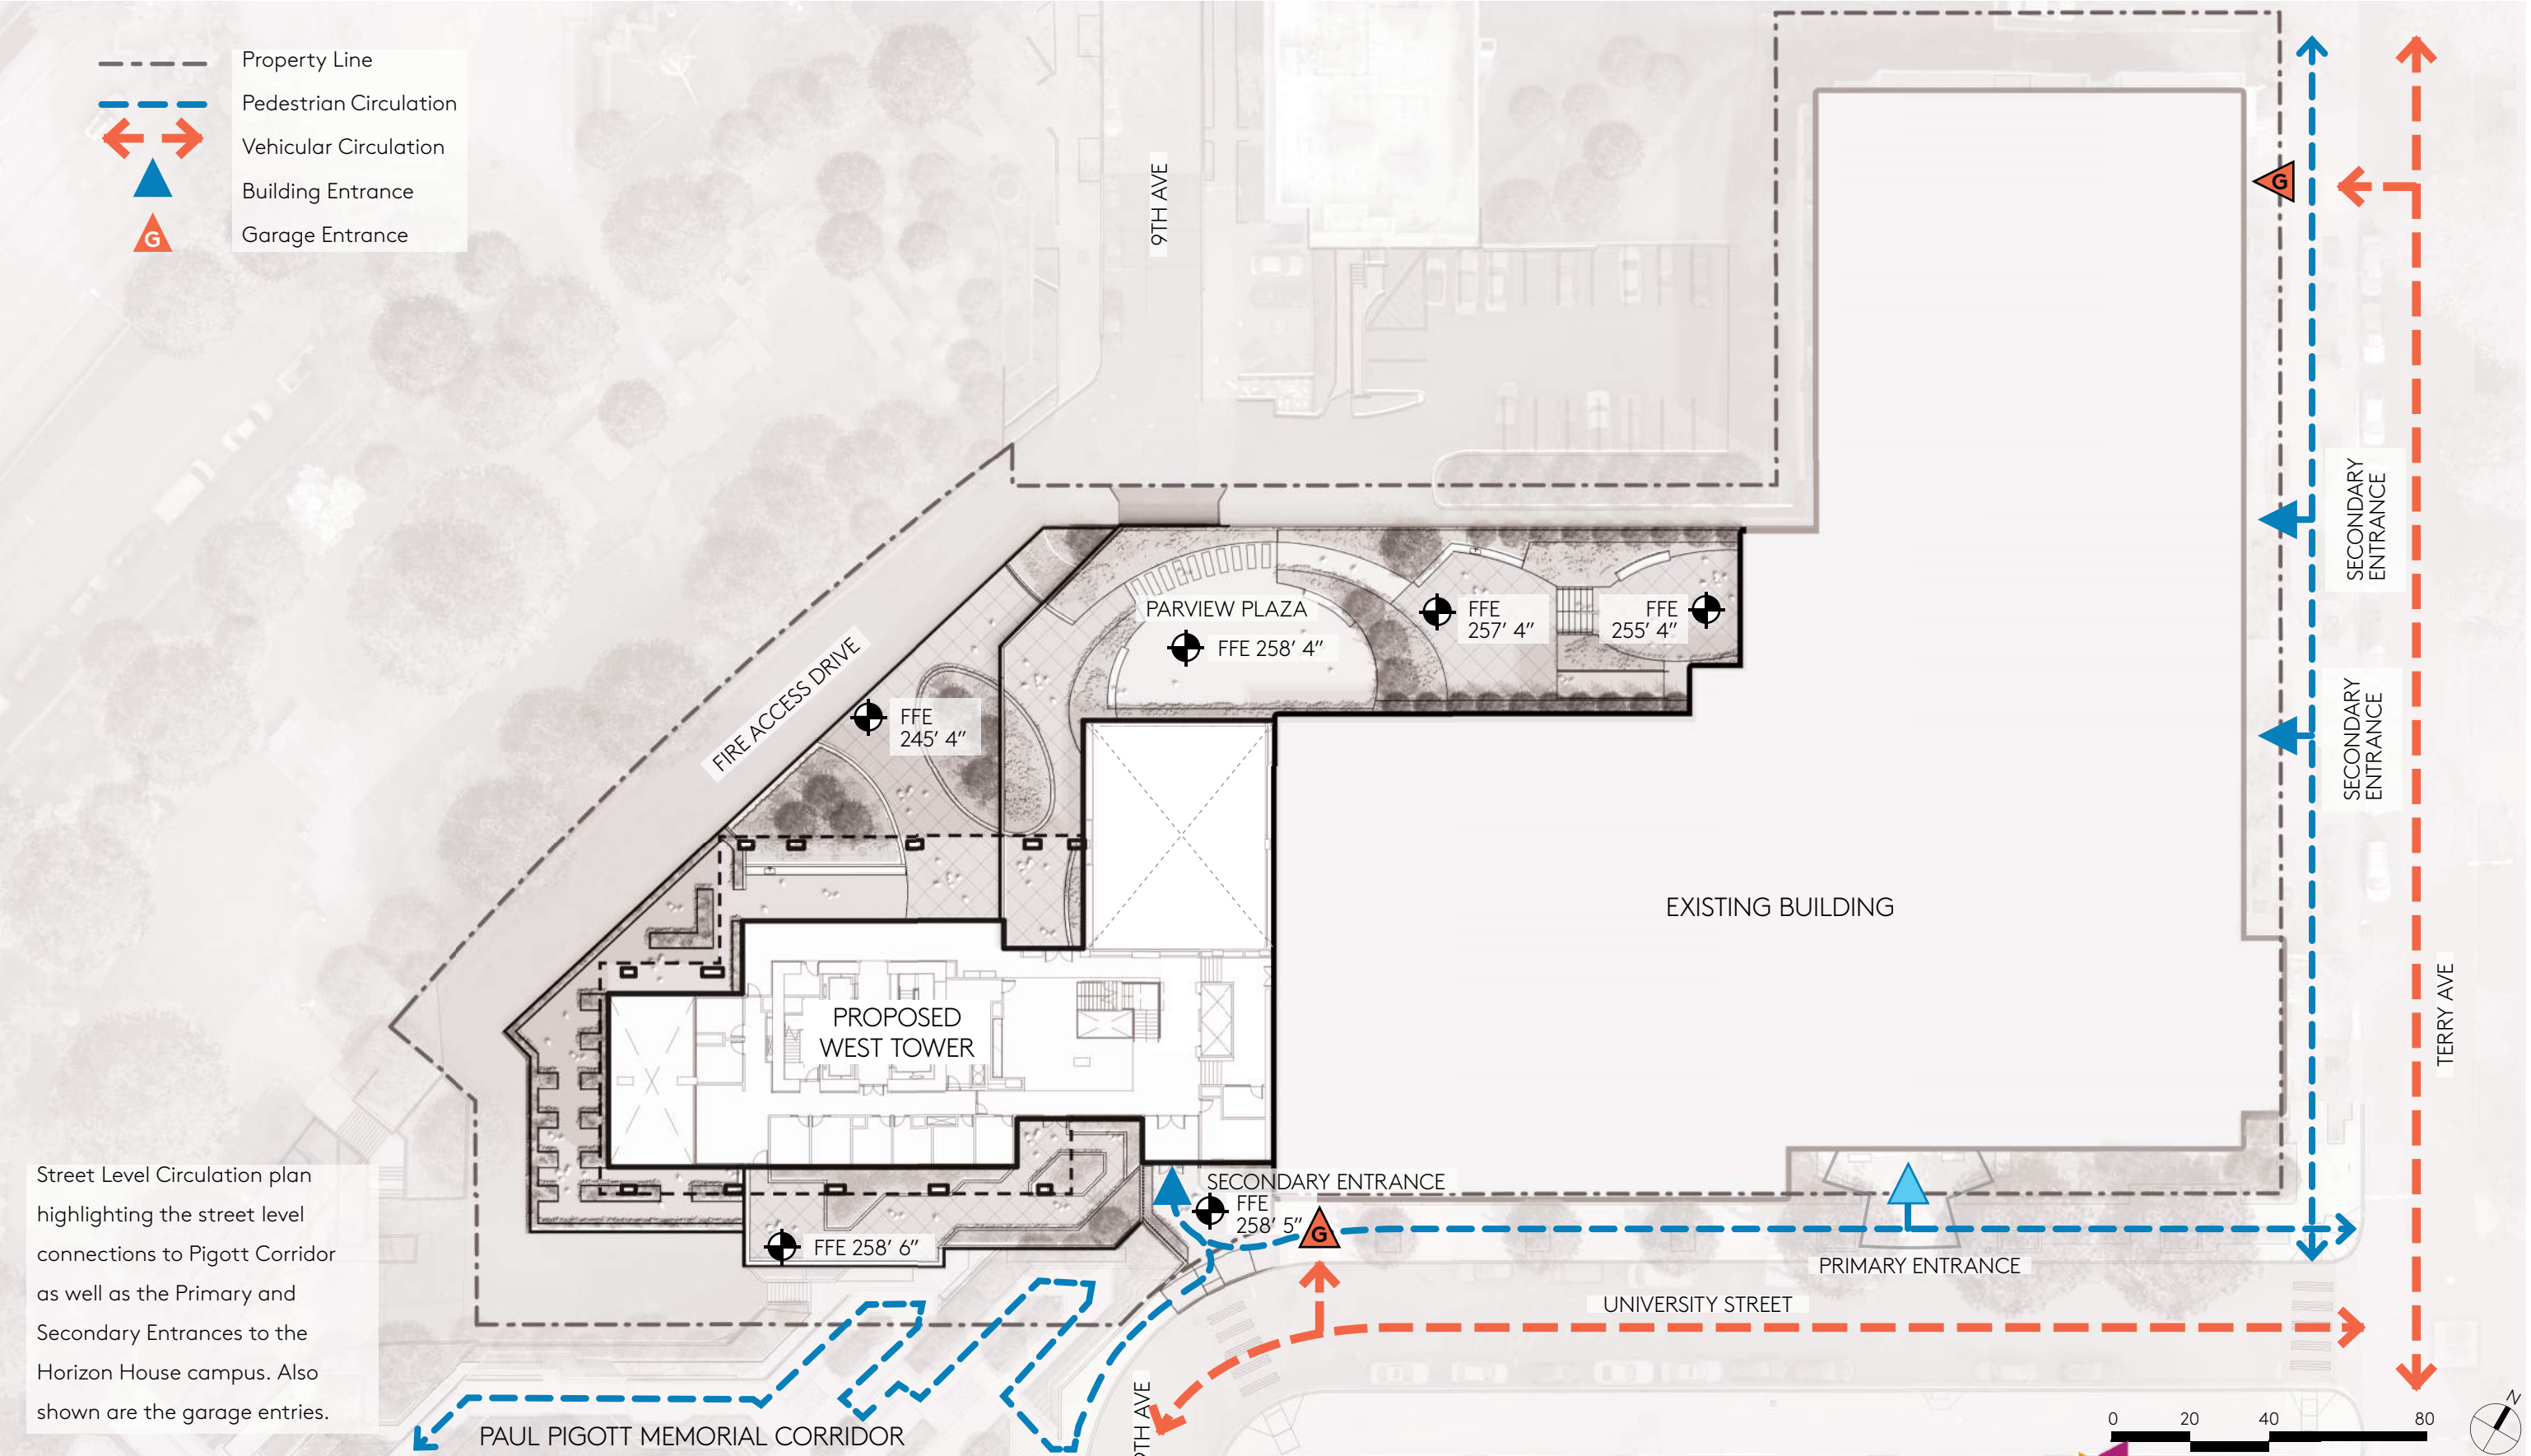 Property Line
Pedestrian Circulation
Vehicular Circulation
Building Entrance
G
Garage Entrance
9TH AVE
G
SECONDARY
ENTRANCE
PARVIEW PLAZA
FFE 258' 4"
FFE
257' 4"
FFE
255' 4"
FIRE ACCESS DRIVE
FFE
245' 4"
SECONDARY
ENTRANCE
EXISTING BUILDING
TERRY AVE
PROPOSED
WEST TOWER
SECONDARY ENTRANCE
FFE
258' 5"
G
FFE 258' 6"
PRIMARY ENTRANCE
UNIVERSITY STREET
Street Level Circulation plan
highlighting the street level
connections to Pigott Corridor
as well as the Primary and
Secondary Entrances to the
Horizon House campus. Also
shown are the garage entries.
PAUL PIGOTT MEMORIAL CORRIDOR
9TH AVE
0 20 40 80
N